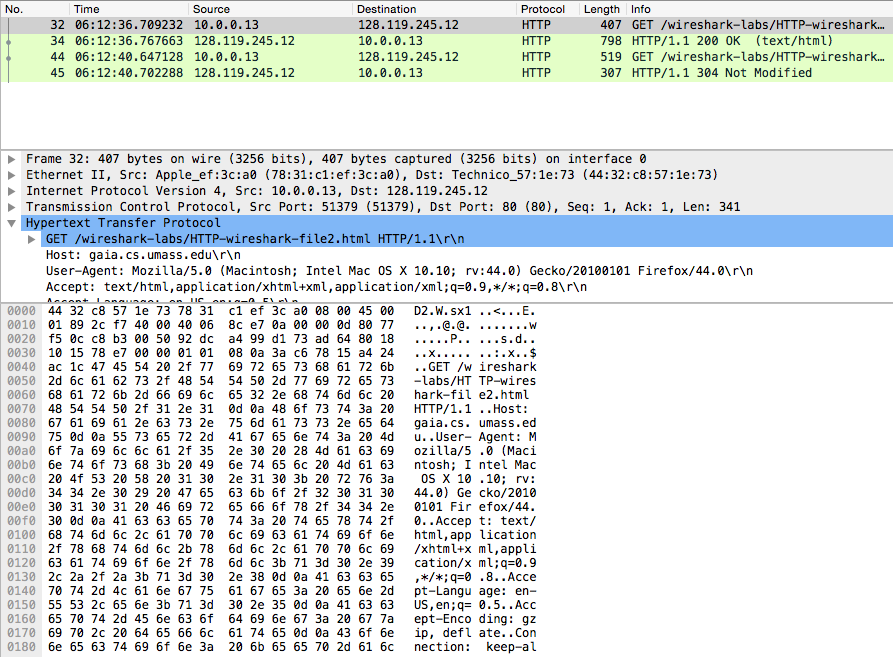 No. Time Source Destination Protocol Length Info
32 06:12:36.709232 10.0.0.13 128.119.245.12 HTTP 407 GET /wireshark-labs/HTTP-wireshark…
34 06:12:36.767663 128.119.245.12 10.0.0.13 HTTP 798 HTTP/1.1 200 OK (text/html)
44 06:12:40.647128 10.0.0.13 128.119.245.12 HTTP 519 GET /wireshark-labs/HTTP-wireshark…
45 06:12:40.702288 128.119.245.12 10.0.0.13 HTTP 307 HTTP/1.1 304 Not Modified
Frame 32: 407 bytes on wire (3256 bits), 407 bytes captured (3256 bits) on interface 0
Ethernet II, Src: Apple_ef:3c:a0 (78:31:c1:ef:3c:a0), Dst: Technico_57:1e:73 (44:32:c8:57:1e:73)
Internet Protocol Version 4, Src: 10.0.0.13, Dst: 128.119.245.12
Transmission Control Protocol, Src Port: 51379 (51379), Dst Port: 80 (80), Seq: 1, Ack: 1, Len: 341
Hypertext Transfer Protocol
GET /wireshark-labs/HTTP-wireshark-file2.html HTTP/1.1\r\n
Host: gaia.cs.umass.edu\r\n
User-Agent: Mozilla/5.0 (Macintosh; Intel Mac OS X 10.10; rv:44.0) Gecko/20100101 Firefox/44.0\r\n
Accept: text/html,application/xhtml+xml,application/xml;q=0.9,*/*;q=0.8\r\n
Accept-Language: en-US,en;q=0.5\r\n
0000 44 32 c8 57 1e 73 78 31 c1 ef 3c a0 08 00 45 00 D2.W.sx1 ..<...E.
0010 01 89 2c f7 40 00 40 06 8c e7 0a 00 00 0d 80 77 ..,.@.@. .......w
0020 f5 0c c8 b3 00 50 92 dc a4 99 d1 73 ad 64 80 18 .....P.. ...s.d..
0030 10 15 78 e7 00 00 01 01 08 0a 3a c6 78 15 a4 24 ..x..... ..:.x..$
0040 ac 1c 47 45 54 20 2f 77 69 72 65 73 68 61 72 6b ..GET /w ireshark
0050 2d 6c 61 62 73 2f 48 54 54 50 2d 77 69 72 65 73 -labs/HT TP-wires
0060 68 61 72 6b 2d 66 69 6c 65 32 2e 68 74 6d 6c 20 hark-fil e2.html
0070 48 54 54 50 2f 31 2e 31 0d 0a 48 6f 73 74 3a 20 HTTP/1.1 ..Host:
0080 67 61 69 61 2e 63 73 2e 75 6d 61 73 73 2e 65 64 gaia.cs. umass.ed
0090 75 0d 0a 55 73 65 72 2d 41 67 65 6e 74 3a 20 4d u..User- Agent: M
00a0 6f 7a 69 6c 6c 61 2f 35 2e 30 20 28 4d 61 63 69 ozilla/5 .0 (Maci
00b0 6e 74 6f 73 68 3b 20 49 6e 74 65 6c 20 4d 61 63 ntosh; I ntel Mac
00c0 20 4f 53 20 58 20 31 30 2e 31 30 3b 20 72 76 3a OS X 10 .10; rv:
00d0 34 34 2e 30 29 20 47 65 63 6b 6f 2f 32 30 31 30 44.0) Ge cko/2010
00e0 30 31 30 31 20 46 69 72 65 66 6f 78 2f 34 34 2e 0101 Fir efox/44.
00f0 30 0d 0a 41 63 63 65 70 74 3a 20 74 65 78 74 2f 0..Accep t: text/
0100 68 74 6d 6c 2c 61 70 70 6c 69 63 61 74 69 6f 6e html,app lication
0110 2f 78 68 74 6d 6c 2b 78 6d 6c 2c 61 70 70 6c 69 /xhtml+x ml,appli
0120 63 61 74 69 6f 6e 2f 78 6d 6c 3b 71 3d 30 2e 39 cation/x ml;q=0.9
0130 2c 2a 2f 2a 3b 71 3d 30 2e 38 0d 0a 41 63 63 65 ,*/*;q=0 .8..Acce
0140 70 74 2d 4c 61 6e 67 75 61 67 65 3a 20 65 6e 2d pt-Langu age: en-
0150 55 53 2c 65 6e 3b 71 3d 30 2e 35 0d 0a 41 63 63 US,en;q= 0.5..Acc
0160 65 70 74 2d 45 6e 63 6f 64 69 6e 67 3a 20 67 7a ept-Enco ding: gz
0170 69 70 2c 20 64 65 66 6c 61 74 65 0d 0a 43 6f 6e ip, defl ate..Con
0180 6e 65 63 74 69 6f 6e 3a 20 6b 65 65 70 2d 61 6c nection: keep-al